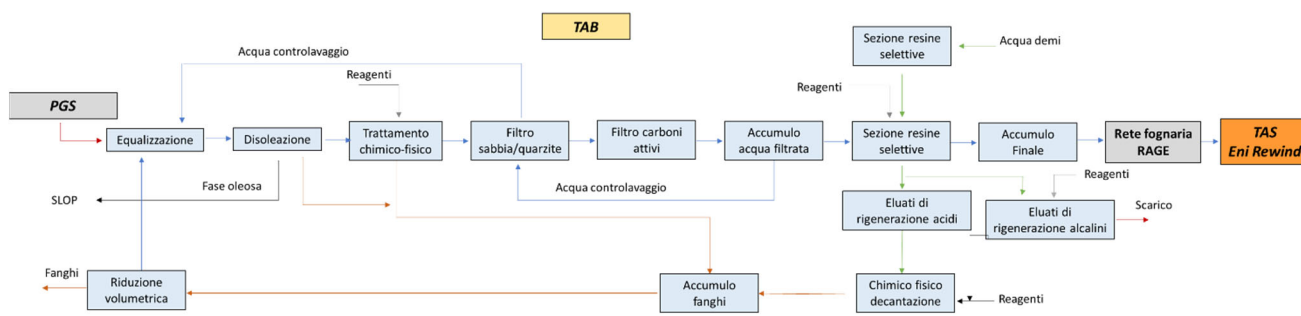 TAB
Sezione resine
selettive
Acqua demi
Acqua controlavaggio
Reagenti
Reagenti
PGS
Equalizzazione
Disoleazione
Trattamento
chimico-fisico
Filtro
sabbia/quarzite
Filtro carboni
attivi
Accumulo
acqua filtrata
Sezione resine
selettive
Accumulo
Finale
Rete fognaria
RAGE
TAS
Eni Rewind
Fase oleosa
SLOP
Acqua controlavaggio
Reagenti
Eluati di
rigenerazione acidi
Eluati di
rigenerazione alcalini
Scarico
Fanghi
Riduzione
volumetrica
Accumulo
fanghi
Chimico fisico
decantazione
Reagenti